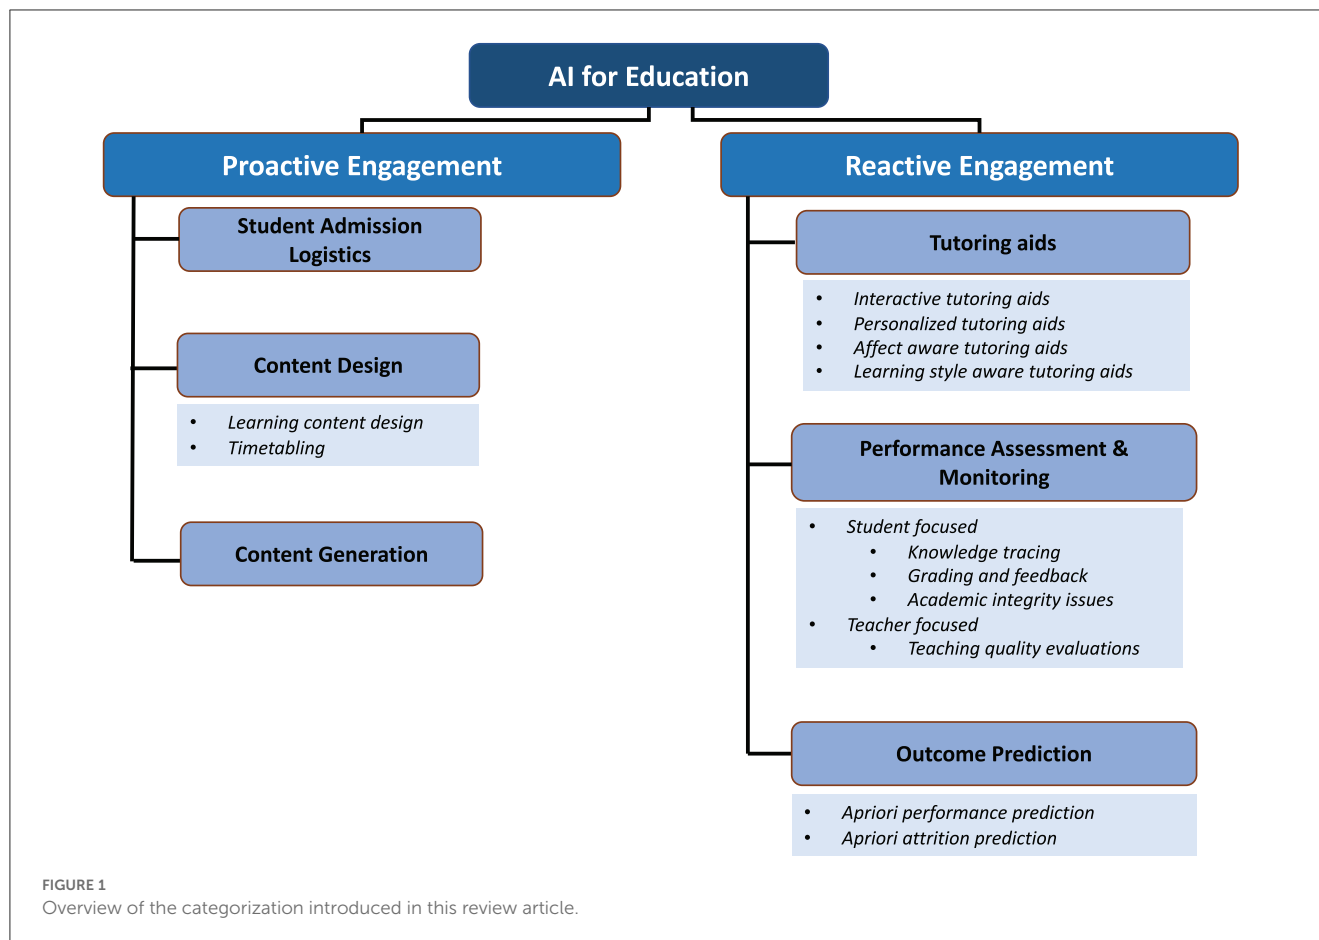 AI for Education
Proactive Engagement
Student Admission
Logistics
Content Design
• Learning content design
• Timetabling
Content Generation
Reactive Engagement
Tutoring aids
• Interactive tutoring aids
• Personalized tutoring aids
• Affect aware tutoring aids
• Learning style aware tutoring aids
Performance Assessment &
Monitoring
• Student focused
• Knowledge tracing
• Grading and feedback
• Academic integrity issues
• Teacher focused
• Teaching quality evaluations
Outcome Prediction
• Apriori performance prediction
• Apriori attrition prediction
FIGURE 1
Overview of the categorization introduced in this review article.